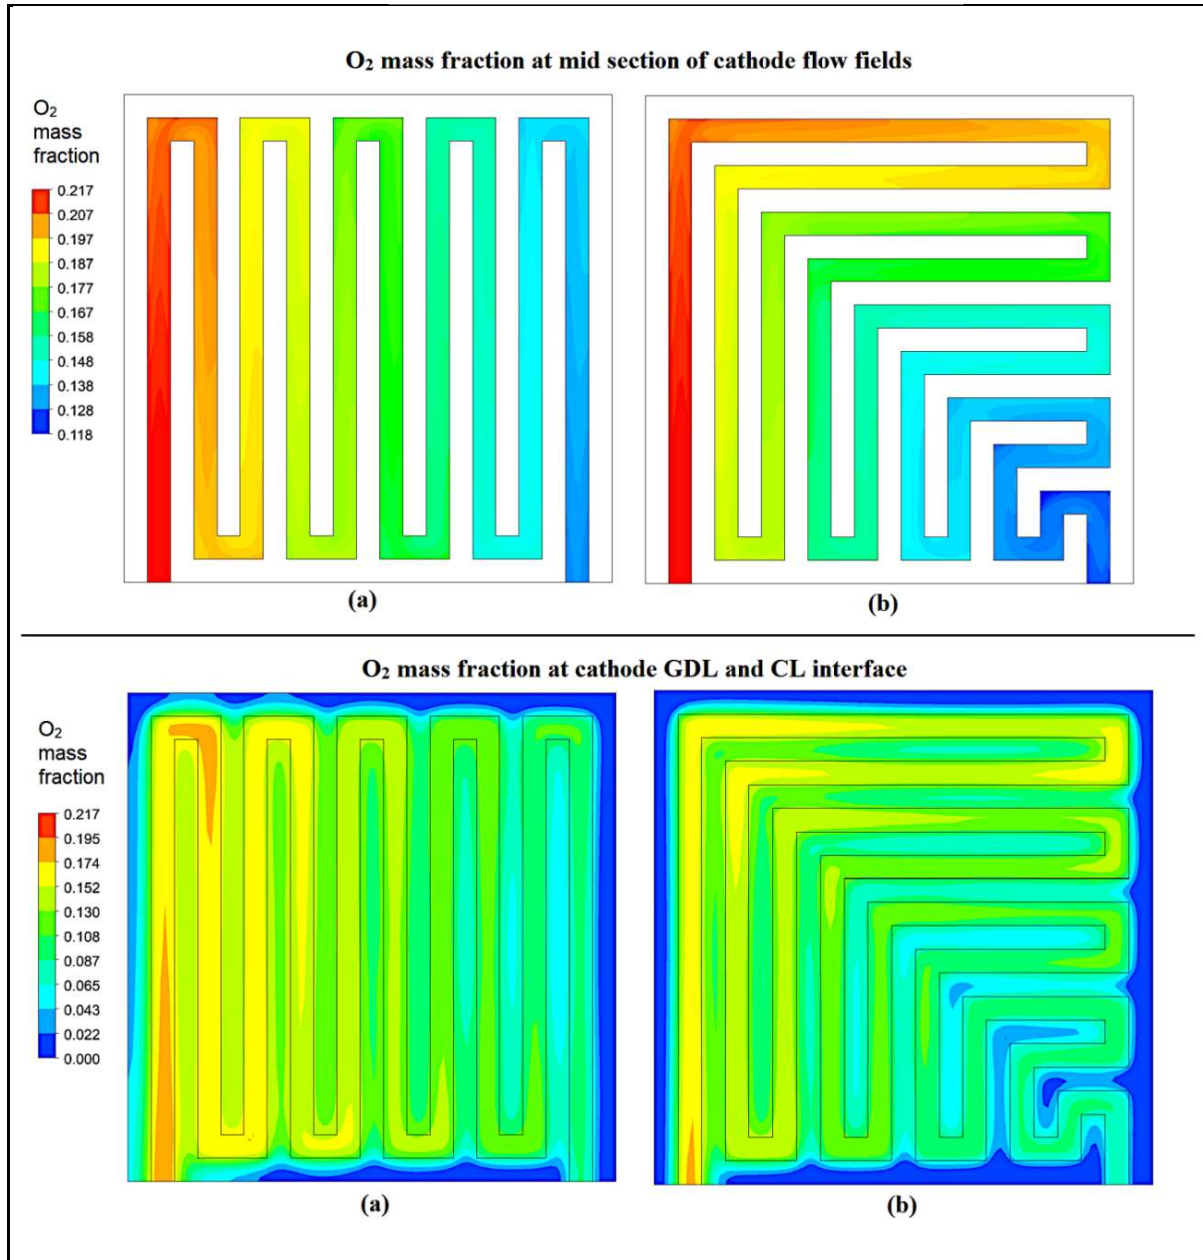 O₂ mass fraction at mid section of cathode flow fields
O₂
mass
fraction
0.217
0.207
0.197
0.187
0.177
0.167
0.158
0.148
0.138
0.128
0.118
(a)
(b)
O₂ mass fraction at cathode GDL and CL interface
O₂
mass
fraction
0.217
0.195
0.174
0.152
0.130
0.108
0.087
0.065
0.043
0.022
0.000
(a)
(b)